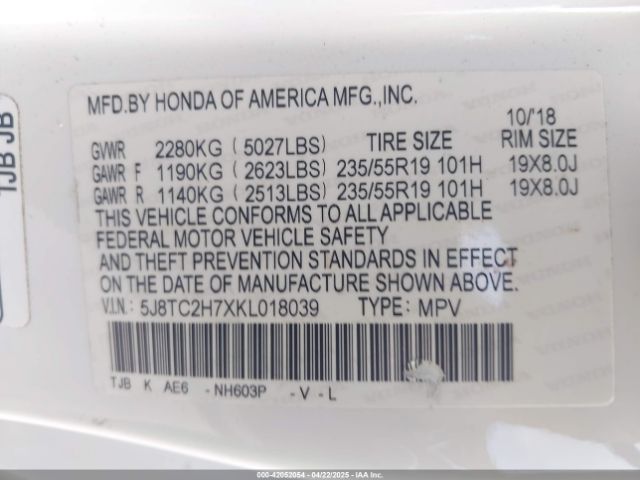 MFD.BY HONDA OF AMERICA MFG.,INC.
10/'18
GVWR 2280KG (5027LBS) TIRE SIZE RIM SIZE
GAWR F 1190KG (2623LBS) 235/55R19 101H 19X8.0J
GAWR R 1140KG (2513LBS) 235/55R19 101H 19X8.0J
THIS VEHICLE CONFORMS TO ALL APPLICABLE
FEDERAL MOTOR VEHICLE SAFETY
AND THEFT PREVENTION STANDARDS IN EFFECT
ON THE DATE OF MANUFACTURE SHOWN ABOVE.
V.I.N.: 5J8TC2H7XKL018039 TYPE: MPV
TJB K AE6 -NH603P -V-L
TJB JB
000-42052054 - 04/22/2025 - IAA Inc.